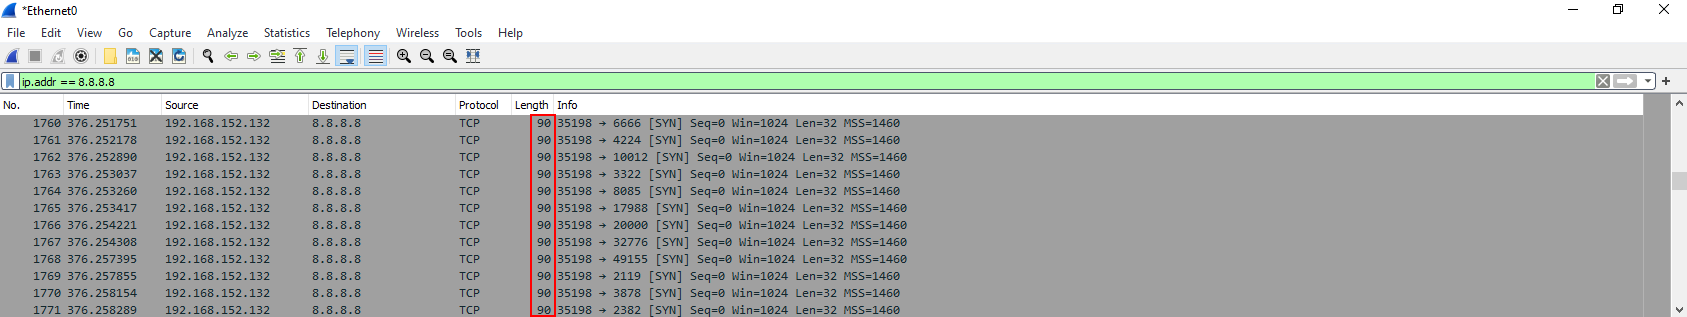 *Ethernet0
File Edit View Go Capture Analyze Statistics Telephony Wireless Tools Help
ip.addr == 8.8.8.8
No. Time Source Destination Protocol Length Info
1760 376.251751 192.168.152.132 8.8.8.8 TCP 90 35198 → 6666 [SYN] Seq=0 Win=1024 Len=32 MSS=1460
1761 376.252178 192.168.152.132 8.8.8.8 TCP 90 35198 → 4224 [SYN] Seq=0 Win=1024 Len=32 MSS=1460
1762 376.252890 192.168.152.132 8.8.8.8 TCP 90 35198 → 10012 [SYN] Seq=0 Win=1024 Len=32 MSS=1460
1763 376.253037 192.168.152.132 8.8.8.8 TCP 90 35198 → 3322 [SYN] Seq=0 Win=1024 Len=32 MSS=1460
1764 376.253260 192.168.152.132 8.8.8.8 TCP 90 35198 → 8085 [SYN] Seq=0 Win=1024 Len=32 MSS=1460
1765 376.253417 192.168.152.132 8.8.8.8 TCP 90 35198 → 17988 [SYN] Seq=0 Win=1024 Len=32 MSS=1460
1766 376.254221 192.168.152.132 8.8.8.8 TCP 90 35198 → 20000 [SYN] Seq=0 Win=1024 Len=32 MSS=1460
1767 376.254308 192.168.152.132 8.8.8.8 TCP 90 35198 → 32776 [SYN] Seq=0 Win=1024 Len=32 MSS=1460
1768 376.257395 192.168.152.132 8.8.8.8 TCP 90 35198 → 49155 [SYN] Seq=0 Win=1024 Len=32 MSS=1460
1769 376.257855 192.168.152.132 8.8.8.8 TCP 90 35198 → 2119 [SYN] Seq=0 Win=1024 Len=32 MSS=1460
1770 376.258154 192.168.152.132 8.8.8.8 TCP 90 35198 → 3878 [SYN] Seq=0 Win=1024 Len=32 MSS=1460
1771 376.258289 192.168.152.132 8.8.8.8 TCP 90 35198 → 2382 [SYN] Seq=0 Win=1024 Len=32 MSS=1460